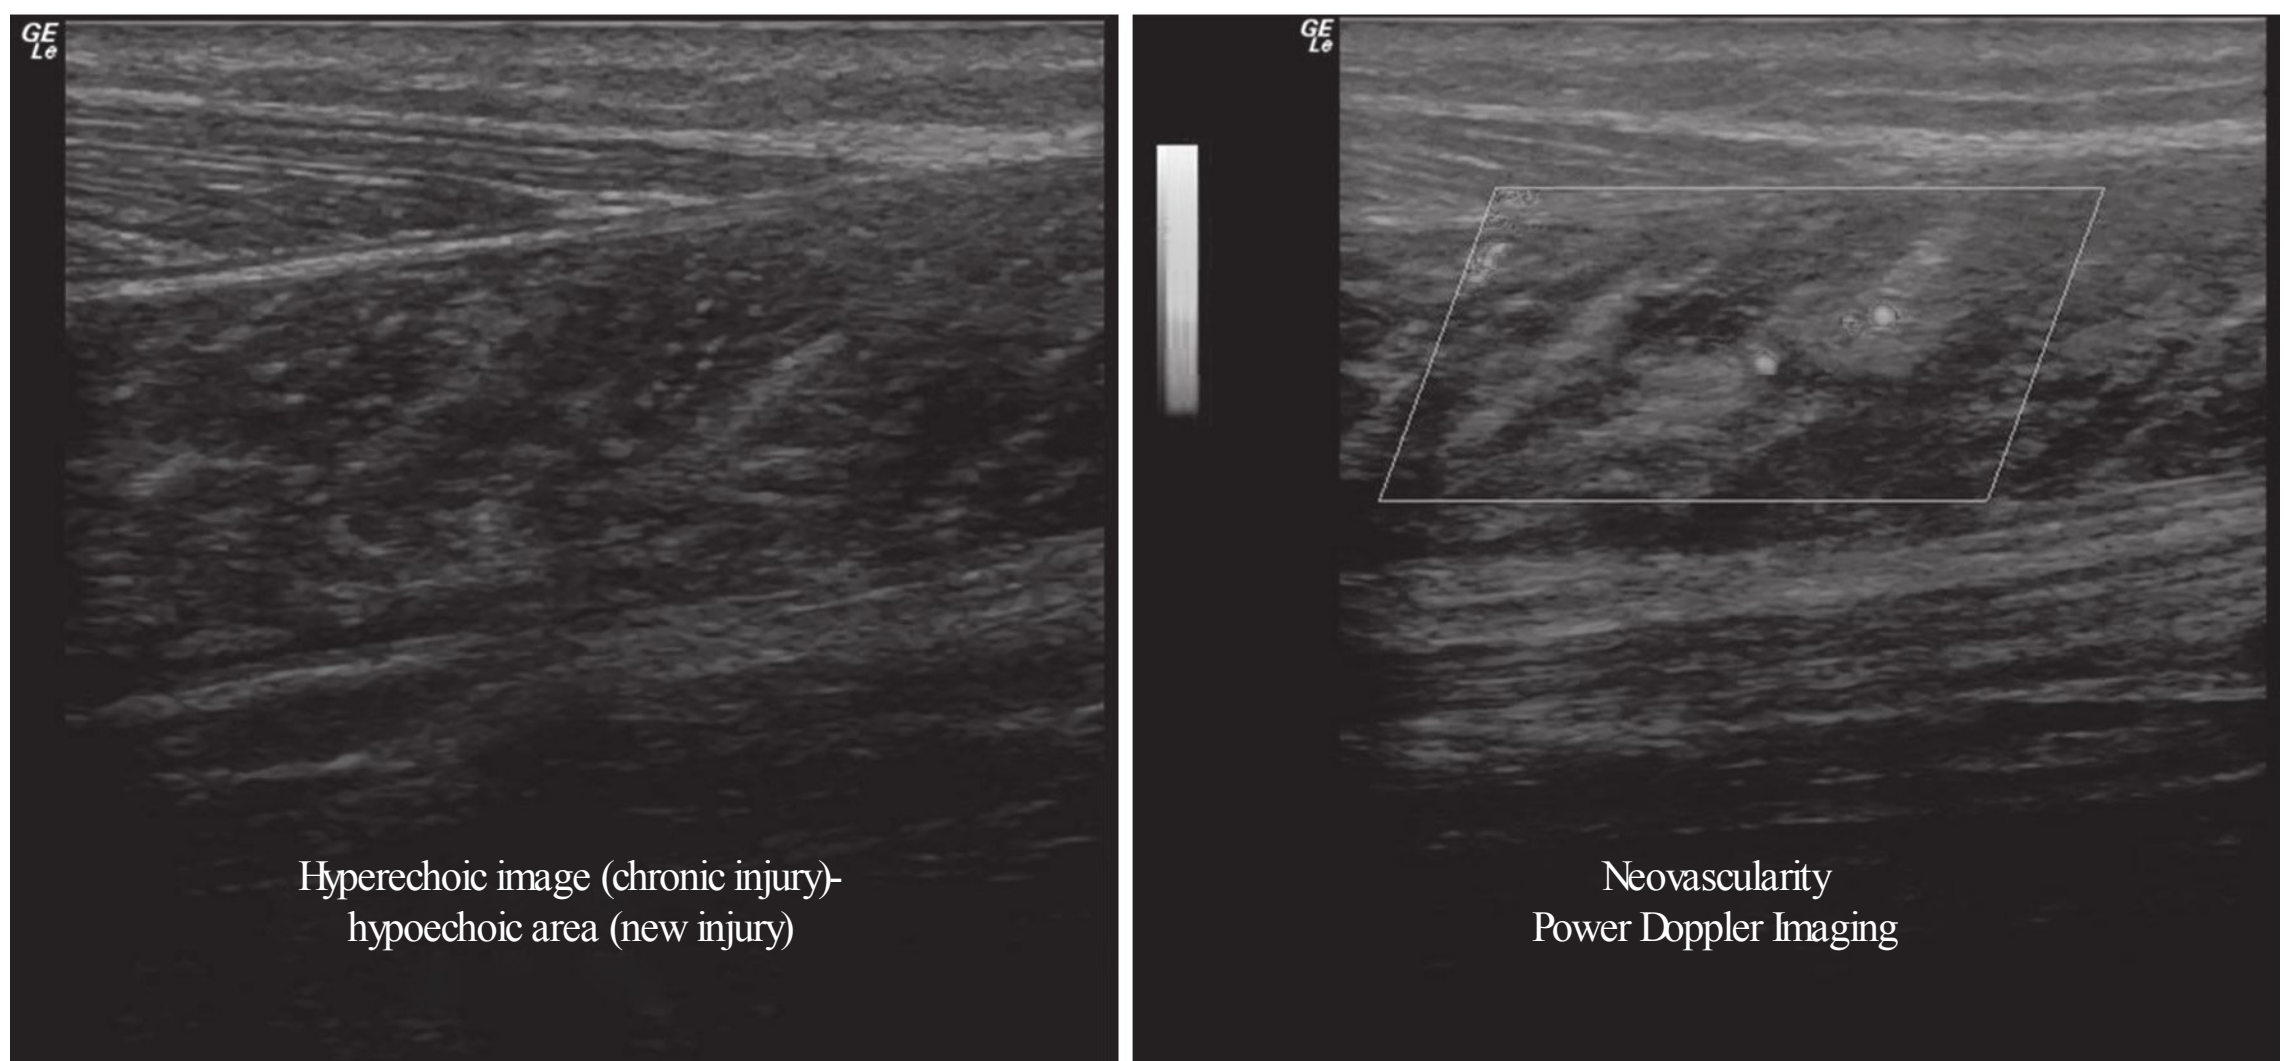 GE
Le
Hyperechoic image (chronic injury)-
hypoechoic area (new injury)
GE
Le
Neovascularity
Power Doppler Imaging